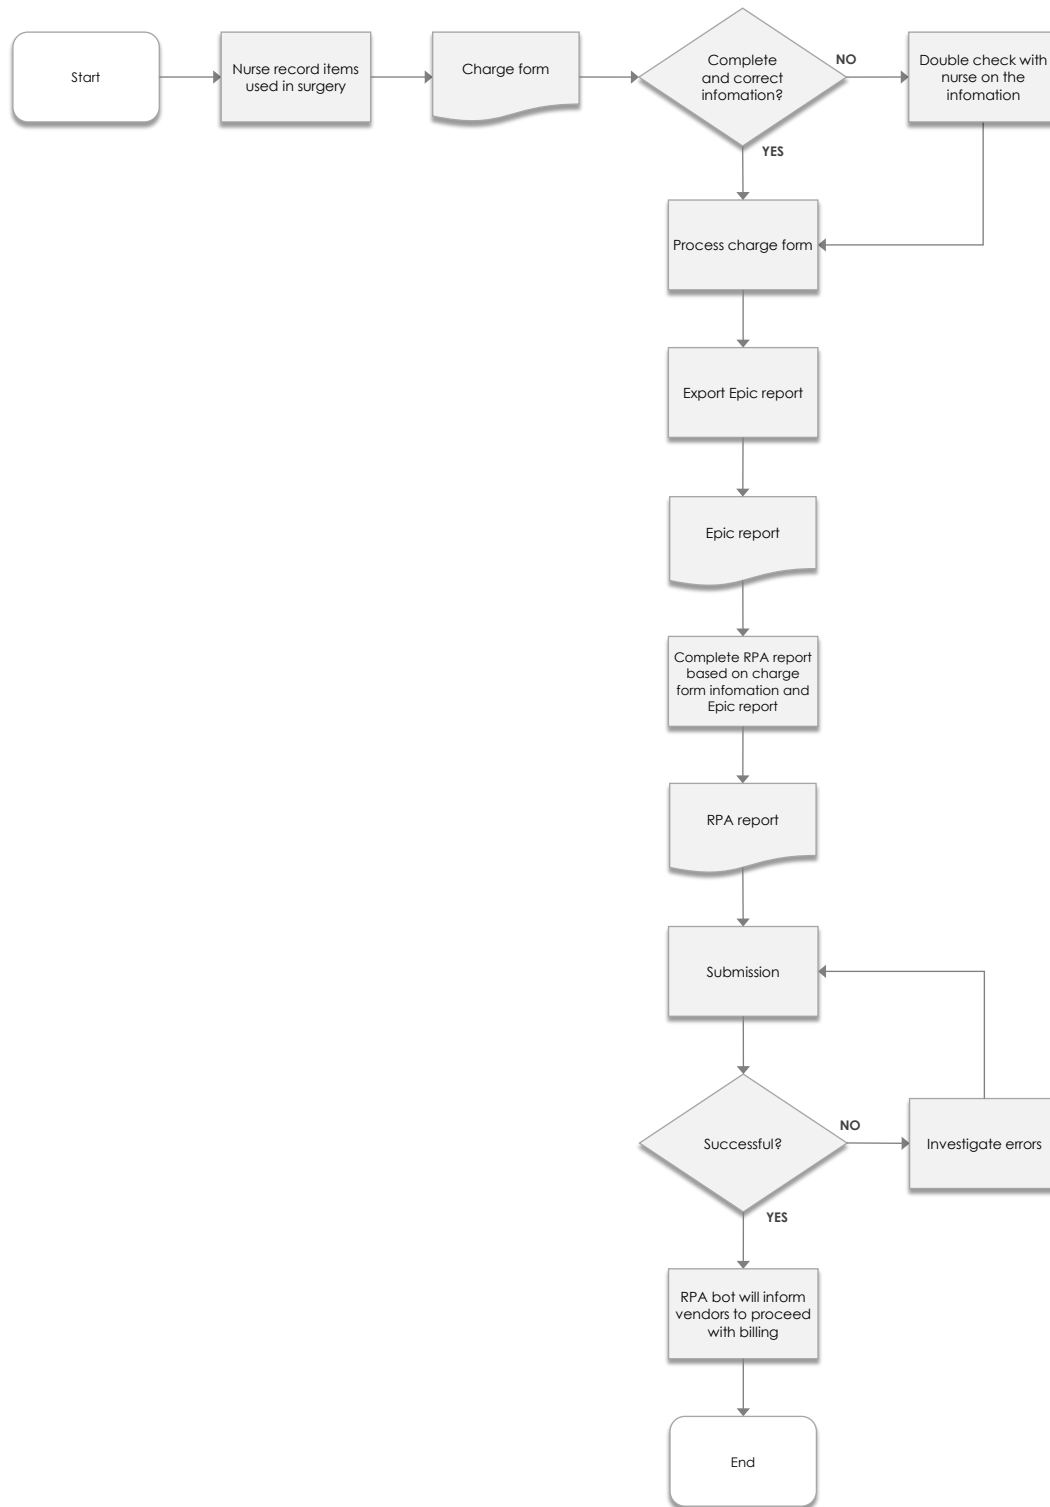 Start
Nurse record items
used in surgery
Charge form
Complete
and correct
infomation?
NO
Double check with
nurse on the
infomation
YES
Process charge form
Export Epic report
Epic report
Complete RPA report
based on charge
form infomation and
Epic report
RPA report
Submission
Successful?
NO
Investigate errors
YES
RPA bot will inform
vendors to proceed
with billing
End